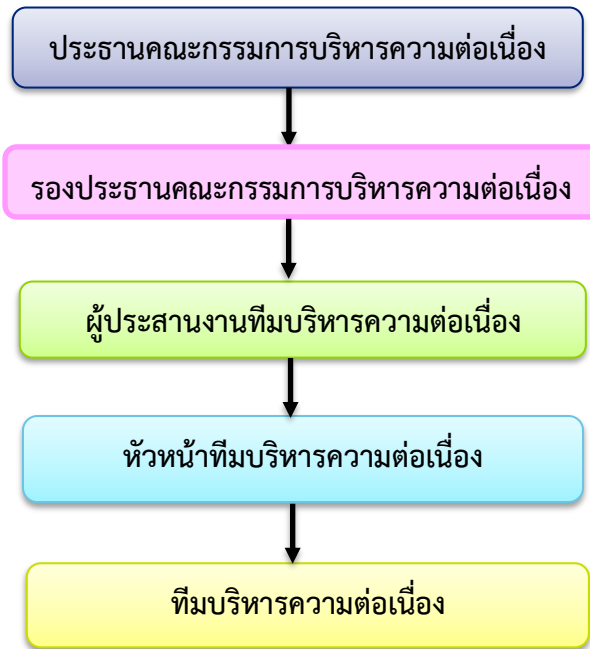 ประธานคณะกรรมการบริหารความต่อเนื่อง
รองประธานคณะกรรมการบริหารความต่อเนื่อง
ผู้ประสานงานทีมบริหารความต่อเนื่อง
หัวหน้าทีมบริหารความต่อเนื่อง
ทีมบริหารความต่อเนื่อง